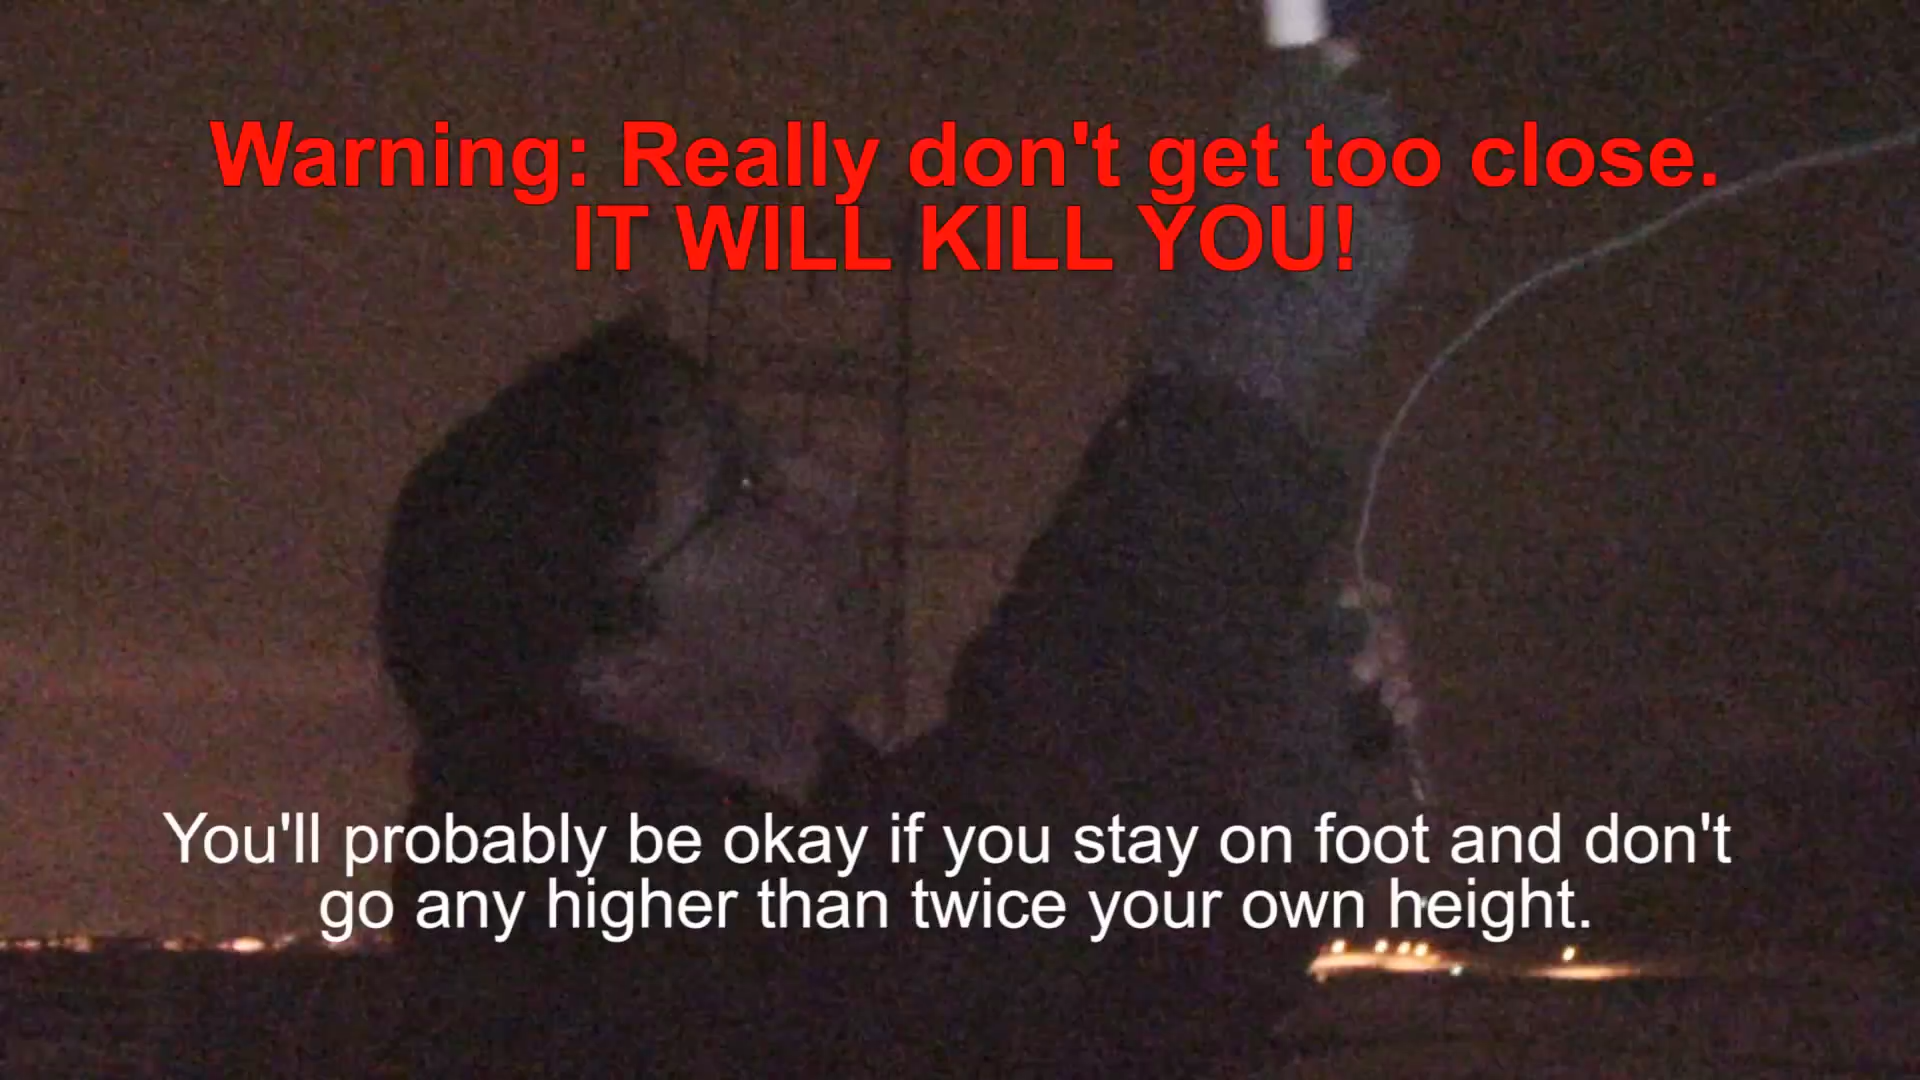 Warning: Really don't get too close.
IT WILL KILL YOU!
You'll probably be okay if you stay on foot and don't
go any higher than twice your own height.